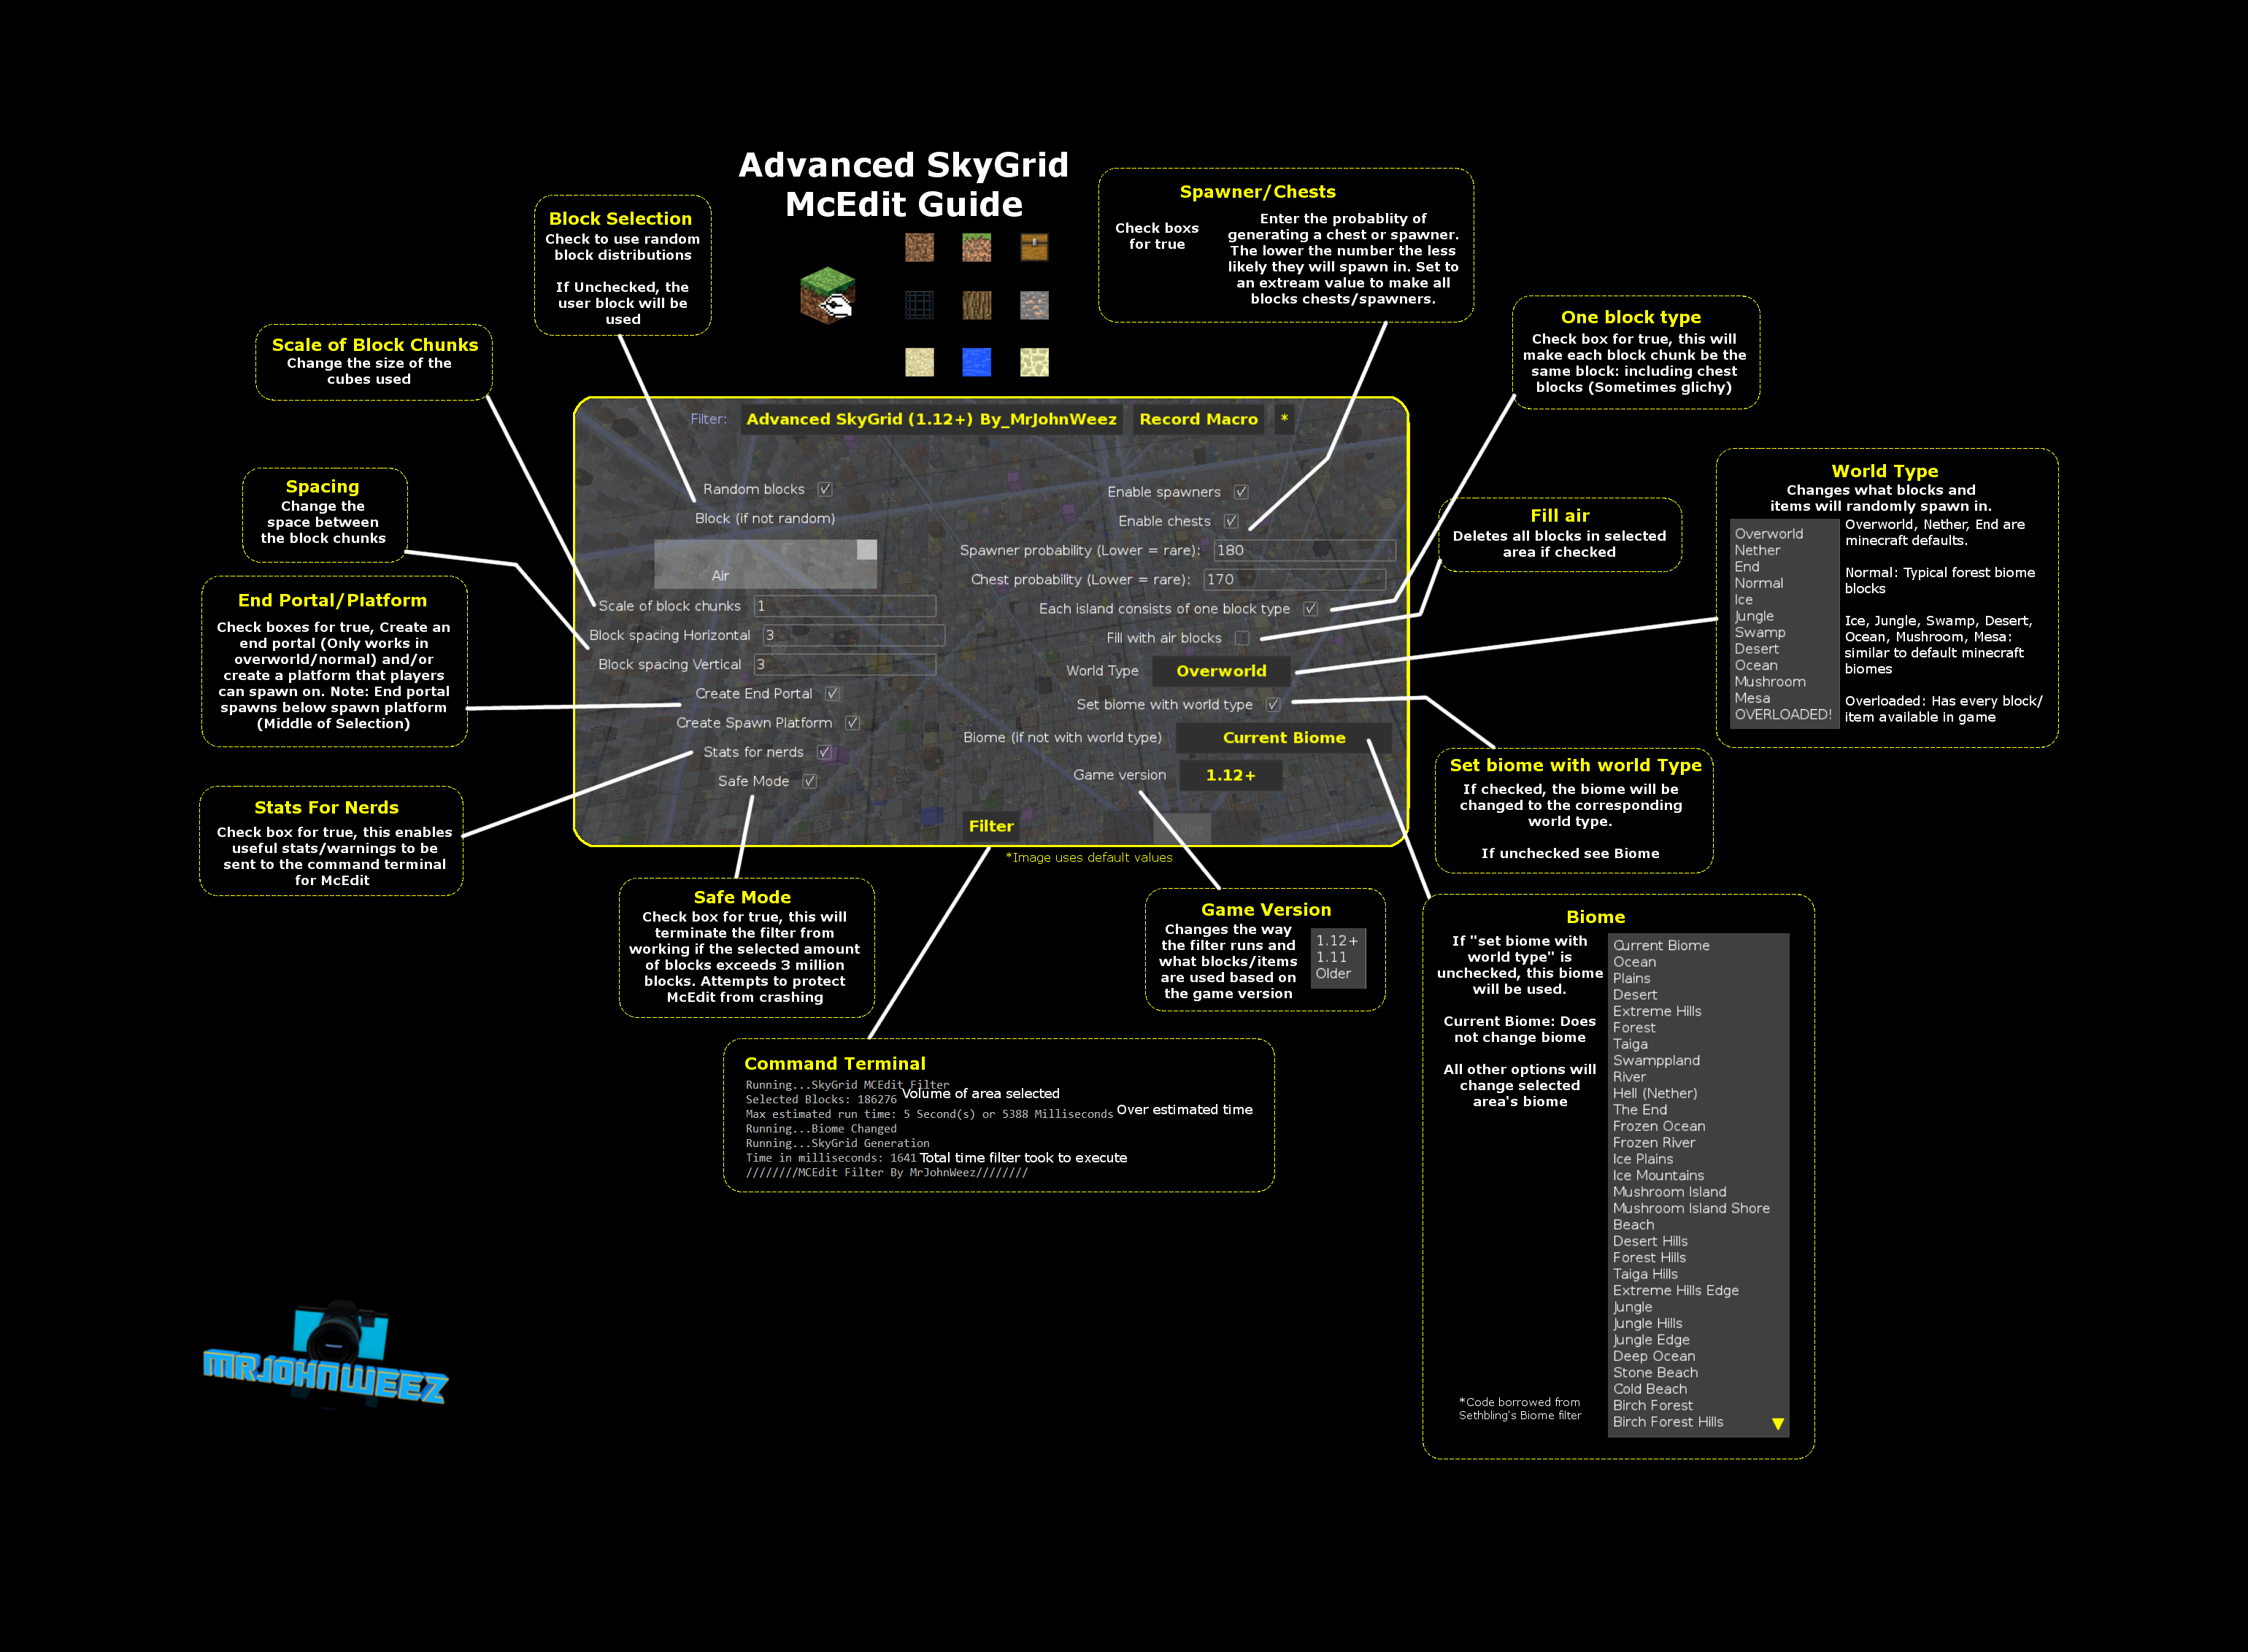 Advanced SkyGrid
McEdit Guide
Block Selection
Check to use random
block distributions
If Unchecked, the
user block will be
used
Spawner/Chests
Check boxs
for true
Enter the probablity of
generating a chest or spawner.
The lower the number the less
likely they will spawn in. Set to
an extream value to make all
blocks chests/spawners.
Scale of Block Chunks
Change the size of the
cubes used
One block type
Check box for true, this will
make each block chunk be the
same block: including chest
blocks (Sometimes glichy)
Spacing
Change the
space between
the block chunks
Fill air
Deletes all blocks in selected
area if checked
World Type
Changes what blocks and
items will randomly spawn in.
Overworld
Nether
End
Normal
Ice
Jungle
Swamp
Desert
Ocean
Mushroom
Mesa
OVERLOADED!
Overworld, Nether, End are
minecraft defaults.
Normal: Typical forest biome
blocks
Ice, Jungle, Swamp, Desert,
Ocean, Mushroom, Mesa:
similar to default minecraft
biomes
Overloaded: Has every block/
item available in game
End Portal/Platform
Check boxes for true, Create an
end portal (Only works in
overworld/normal) and/or
create a platform that players
can spawn on. Note: End portal
spawns below spawn platform
(Middle of Selection)
Stats For Nerds
Check box for true, this enables
useful stats/warnings to be
sent to the command terminal
for McEdit
Filter: Advanced SkyGrid (1.12+) By_MrJohnWeez Record Macro *
Random blocks
Block (if not random)
Air
Scale of block chunks 1
Block spacing Horizontal 3
Block spacing Vertical 3
Create End Portal
Create Spawn Platform
Stats for nerds
Safe Mode
Enable spawners
Enable chests
Spawner probability (Lower = rare): 180
Chest probability (Lower = rare): 170
Each island consists of one block type
Fill with air blocks
World Type Overworld
Set biome with world type
Biome (if not with world type) Current Biome
Game version 1.12+
Filter
*Image uses default values
Set biome with world Type
If checked, the biome will be
changed to the corresponding
world type.
If unchecked see Biome
Safe Mode
Check box for true, this will
terminate the filter from
working if the selected amount
of blocks exceeds 3 million
blocks. Attempts to protect
McEdit from crashing
Game Version
Changes the way
the filter runs and
what blocks/items
are used based on
the game version
1.12+
1.11
Older
Biome
If "set biome with
world type" is
unchecked, this biome
will be used.
Current Biome: Does
not change biome
All other options will
change selected
area's biome
*Code borrowed from
Sethbling's Biome filter
Current Biome
Ocean
Plains
Desert
Extreme Hills
Forest
Taiga
Swamppland
River
Hell (Nether)
The End
Frozen Ocean
Frozen River
Ice Plains
Ice Mountains
Mushroom Island
Mushroom Island Shore
Beach
Desert Hills
Forest Hills
Taiga Hills
Extreme Hills Edge
Jungle
Jungle Hills
Jungle Edge
Deep Ocean
Stone Beach
Cold Beach
Birch Forest
Birch Forest Hills
Command Terminal
Running...SkyGrid MCEdit Filter
Selected Blocks: 186276 Volume of area selected
Max estimated run time: 5 Second(s) or 5388 Milliseconds Over estimated time
Running...Biome Changed
Running...SkyGrid Generation
Time in milliseconds: 1641 Total time filter took to execute
////////MCEdit Filter By MrJohnWeez////////
MRJOHNWEEZ